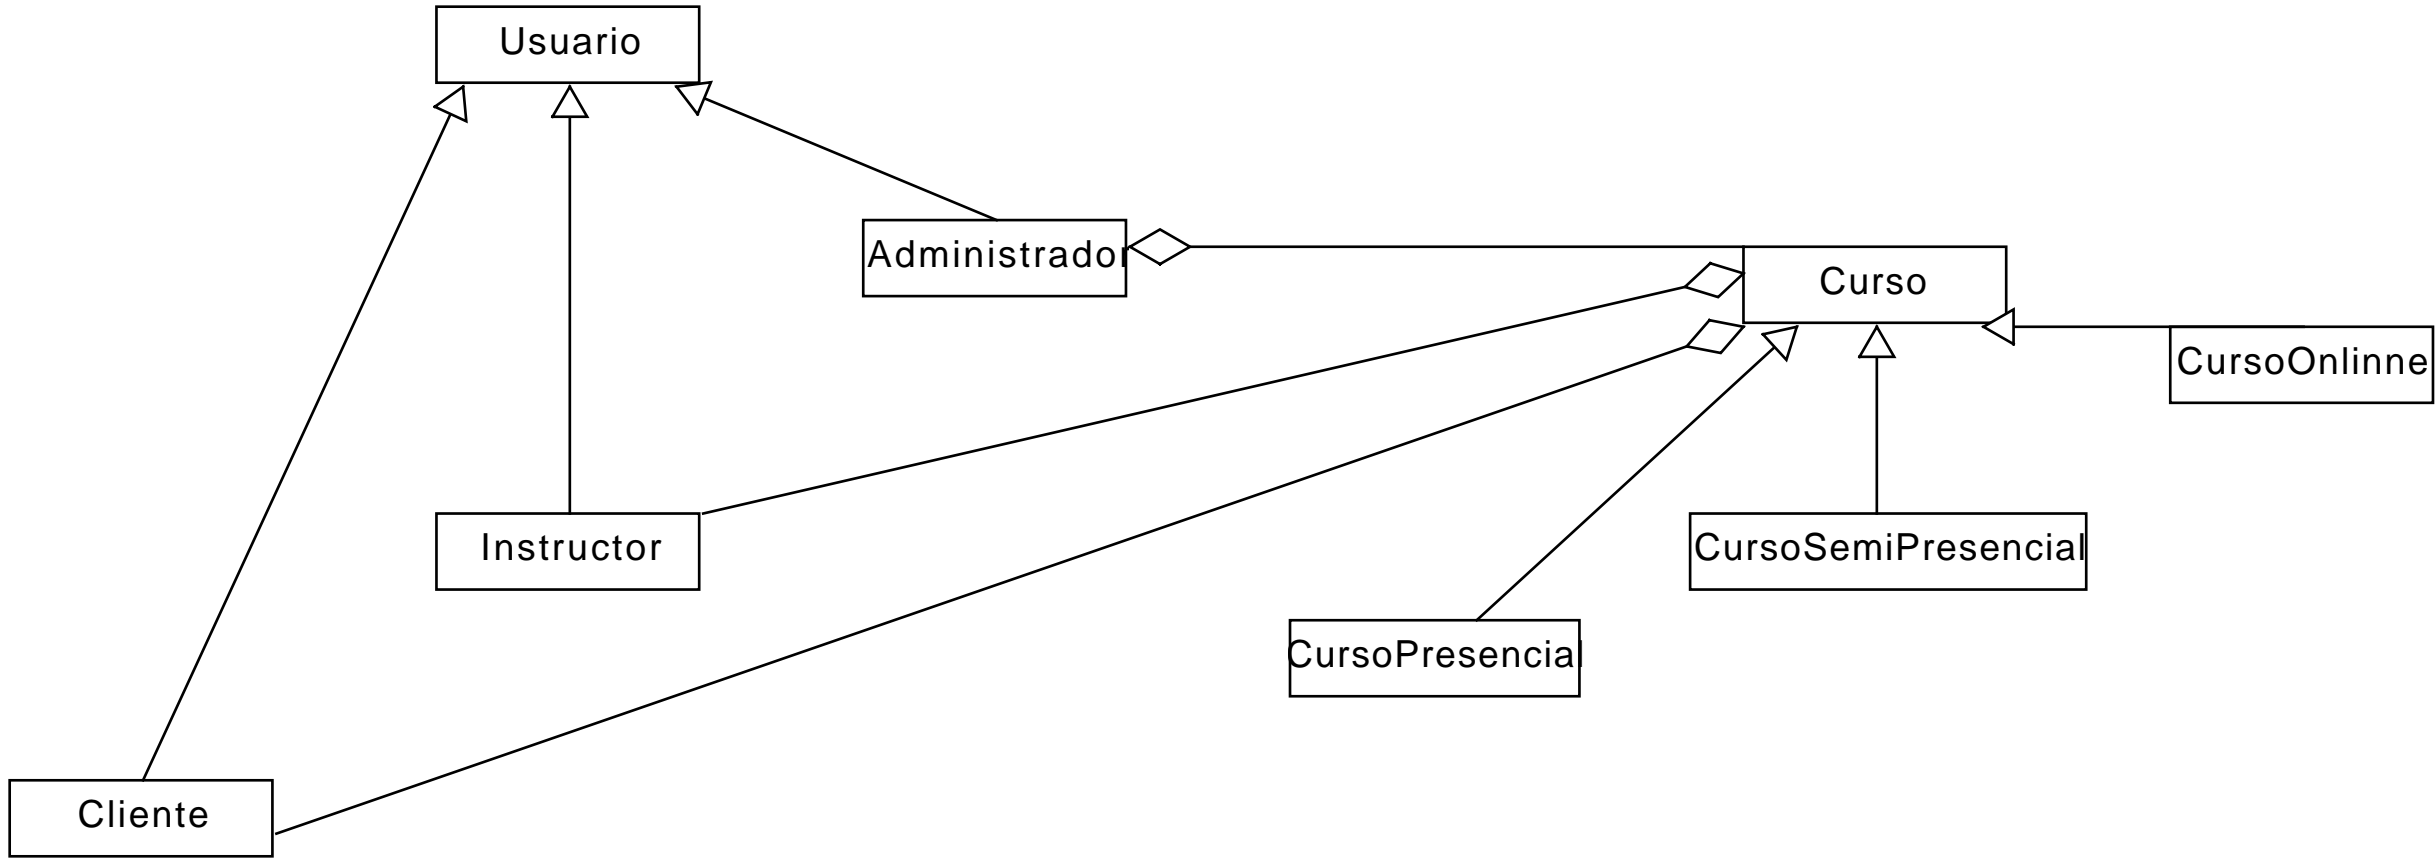 Usuario
Administrador
Curso
CursoOnlinne
Instructor
CursoSemiPresencial
CursoPresencial
Cliente